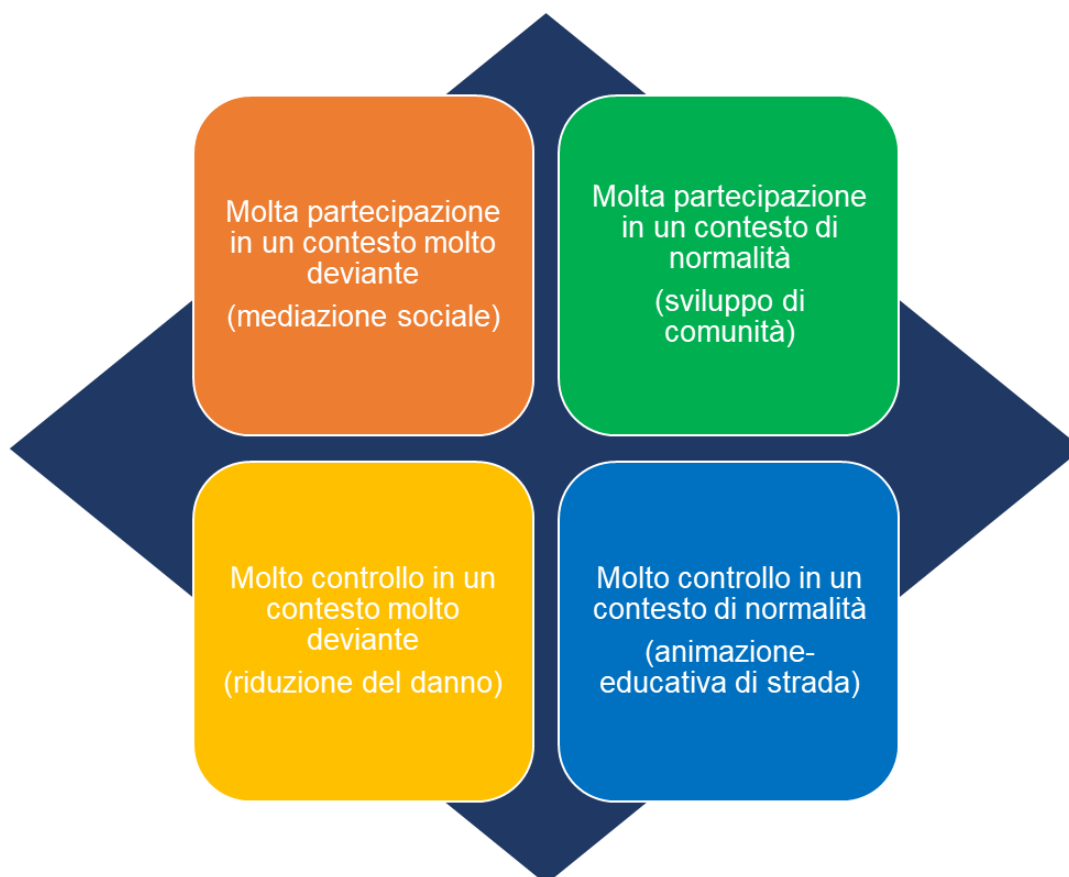 Molta partecipazione
in un contesto molto
deviante
(mediazione sociale)
Molta partecipazione
in un contesto di
normalità
(sviluppo di
comunità)
Molto controllo in un
contesto molto
deviante
(riduzione del danno)
Molto controllo in un
contesto di normalità
(animazione-
educativa di strada)